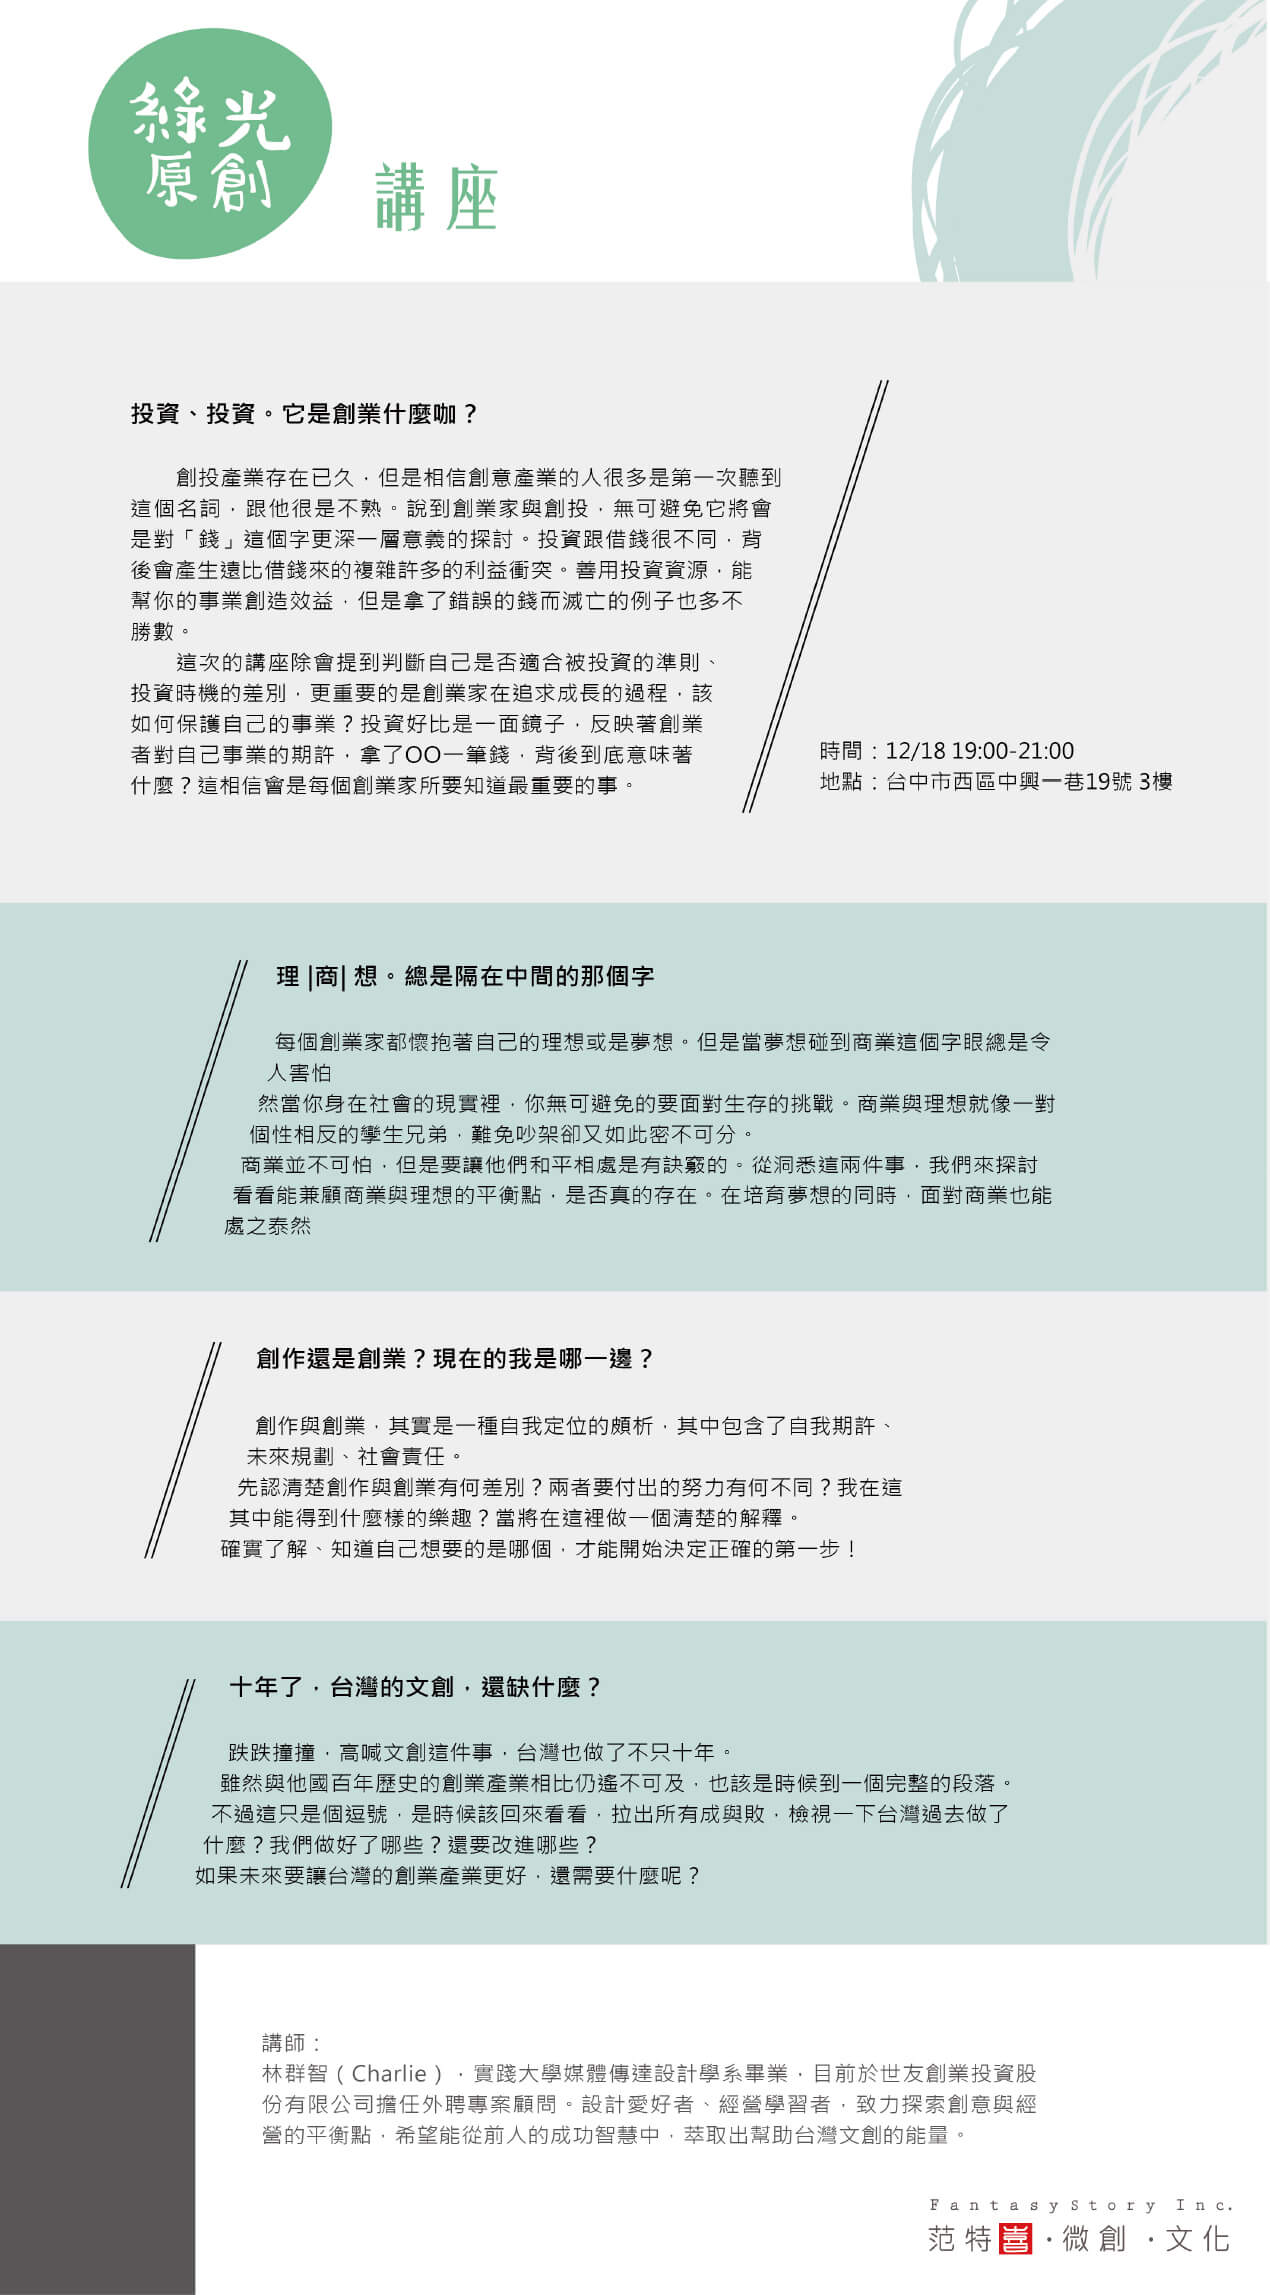 綠光
原創
講座
投資、投資。它是創業什麼咖？
創投產業存在已久，但是相信創意產業的人很多是第一次聽到
這個名詞，跟他很是不熟。說到創業家與創投，無可避免它將會
是對「錢」這個字更深一層意義的探討。投資跟借錢很不同，背
後會產生遠比借錢來的複雜許多的利益衝突。善用投資資源，能
幫你的事業創造效益，但是拿了錯誤的錢而滅亡的例子也多不
勝數。
這次的講座除會提到判斷自己是否適合被投資的準則、
投資時機的差別，更重要的是創業家在追求成長的過程，該
如何保護自己的事業？投資好比是一面鏡子，反映著創業
者對自己事業的期許，拿了OO一筆錢，背後到底意味著
什麼？這相信會是每個創業家所要知道最重要的事。
時間：12/18 19:00-21:00
地點：台中市西區中興一巷19號 3樓
理 |商| 想。總是隔在中間的那個字
每個創業家都懷抱著自己的理想或是夢想。但是當夢想碰到商業這個字眼總是令
人害怕
然當你身在社會的現實裡，你無可避免的要面對生存的挑戰。商業與理想就像一對
個性相反的孿生兄弟，難免吵架卻又如此密不可分。
商業並不可怕，但是要讓他們和平相處是有訣竅的。從洞悉這兩件事，我們來探討
看看能兼顧商業與理想的平衡點，是否真的存在。在培育夢想的同時，面對商業也能
處之泰然
創作還是創業？現在的我是哪一邊？
創作與創業，其實是一種自我定位的頗析，其中包含了自我期許、
未來規劃、社會責任。
先認清楚創作與創業有何差別？兩者要付出的努力有何不同？我在這
其中能得到什麼樣的樂趣？當將在這裡做一個清楚的解釋。
確實了解、知道自己想要的是哪個，才能開始決定正確的第一步！
十年了，台灣的文創，還缺什麼？
跌跌撞撞，高喊文創這件事，台灣也做了不只十年。
雖然與他國百年歷史的創業產業相比仍遙不可及，也該是時候到一個完整的段落。
不過這只是個逗號，是時候該回來看看，拉出所有成與敗，檢視一下台灣過去做了
什麼？我們做好了哪些？還要改進哪些？
如果未來要讓台灣的創業產業更好，還需要什麼呢？
講師：
林群智（Charlie），實踐大學媒體傳達設計學系畢業，目前於世友創業投資股
份有限公司擔任外聘專案顧問。設計愛好者、經營學習者，致力探索創意與經
營的平衡點，希望能從前人的成功智慧中，萃取出幫助台灣文創的能量。
FantasyStory Inc.
范特喜·微創·文化